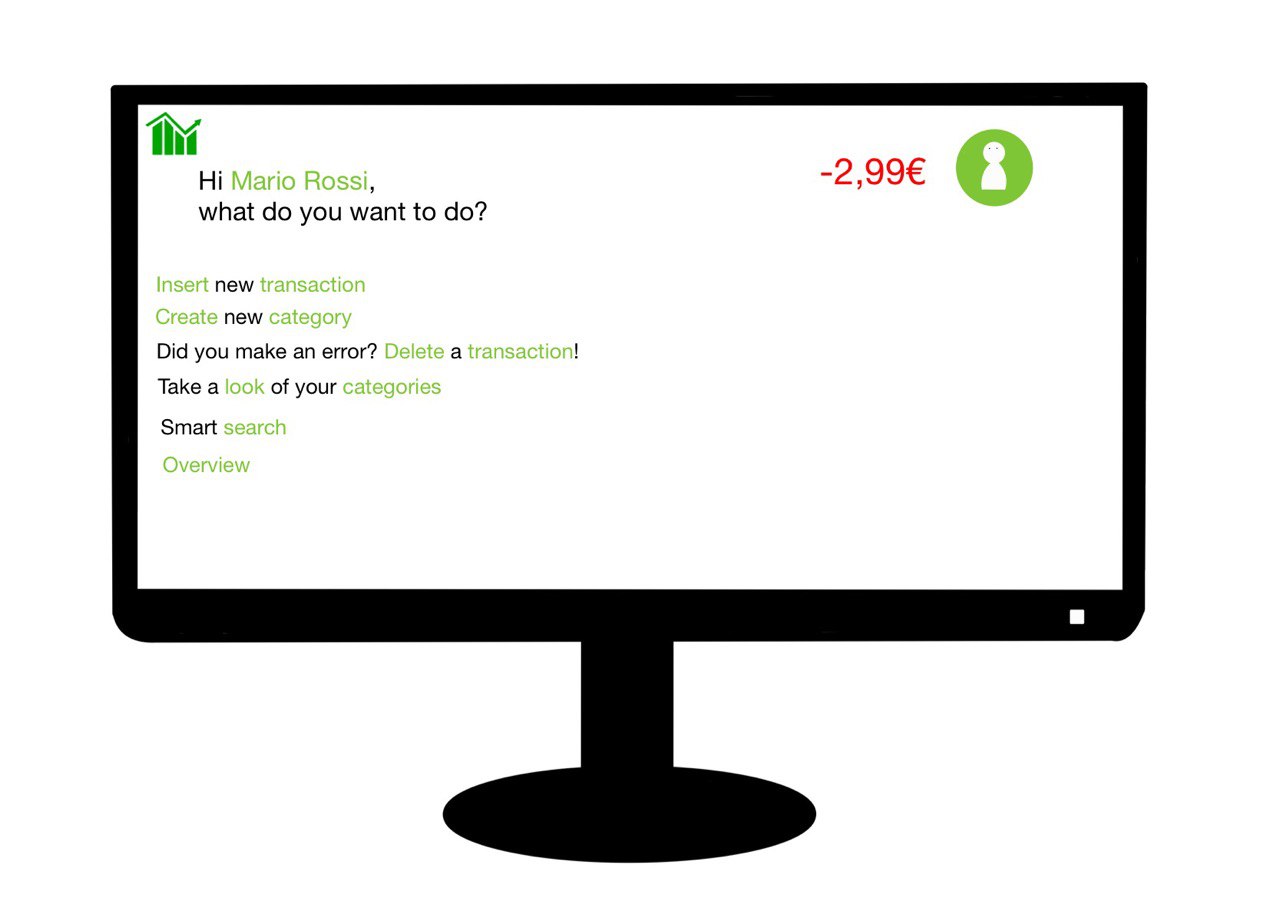 Hi Mario Rossi,
what do you want to do?
-2,99€
Insert new transaction
Create new category
Did you make an error? Delete a transaction!
Take a look of your categories
Smart search
Overview